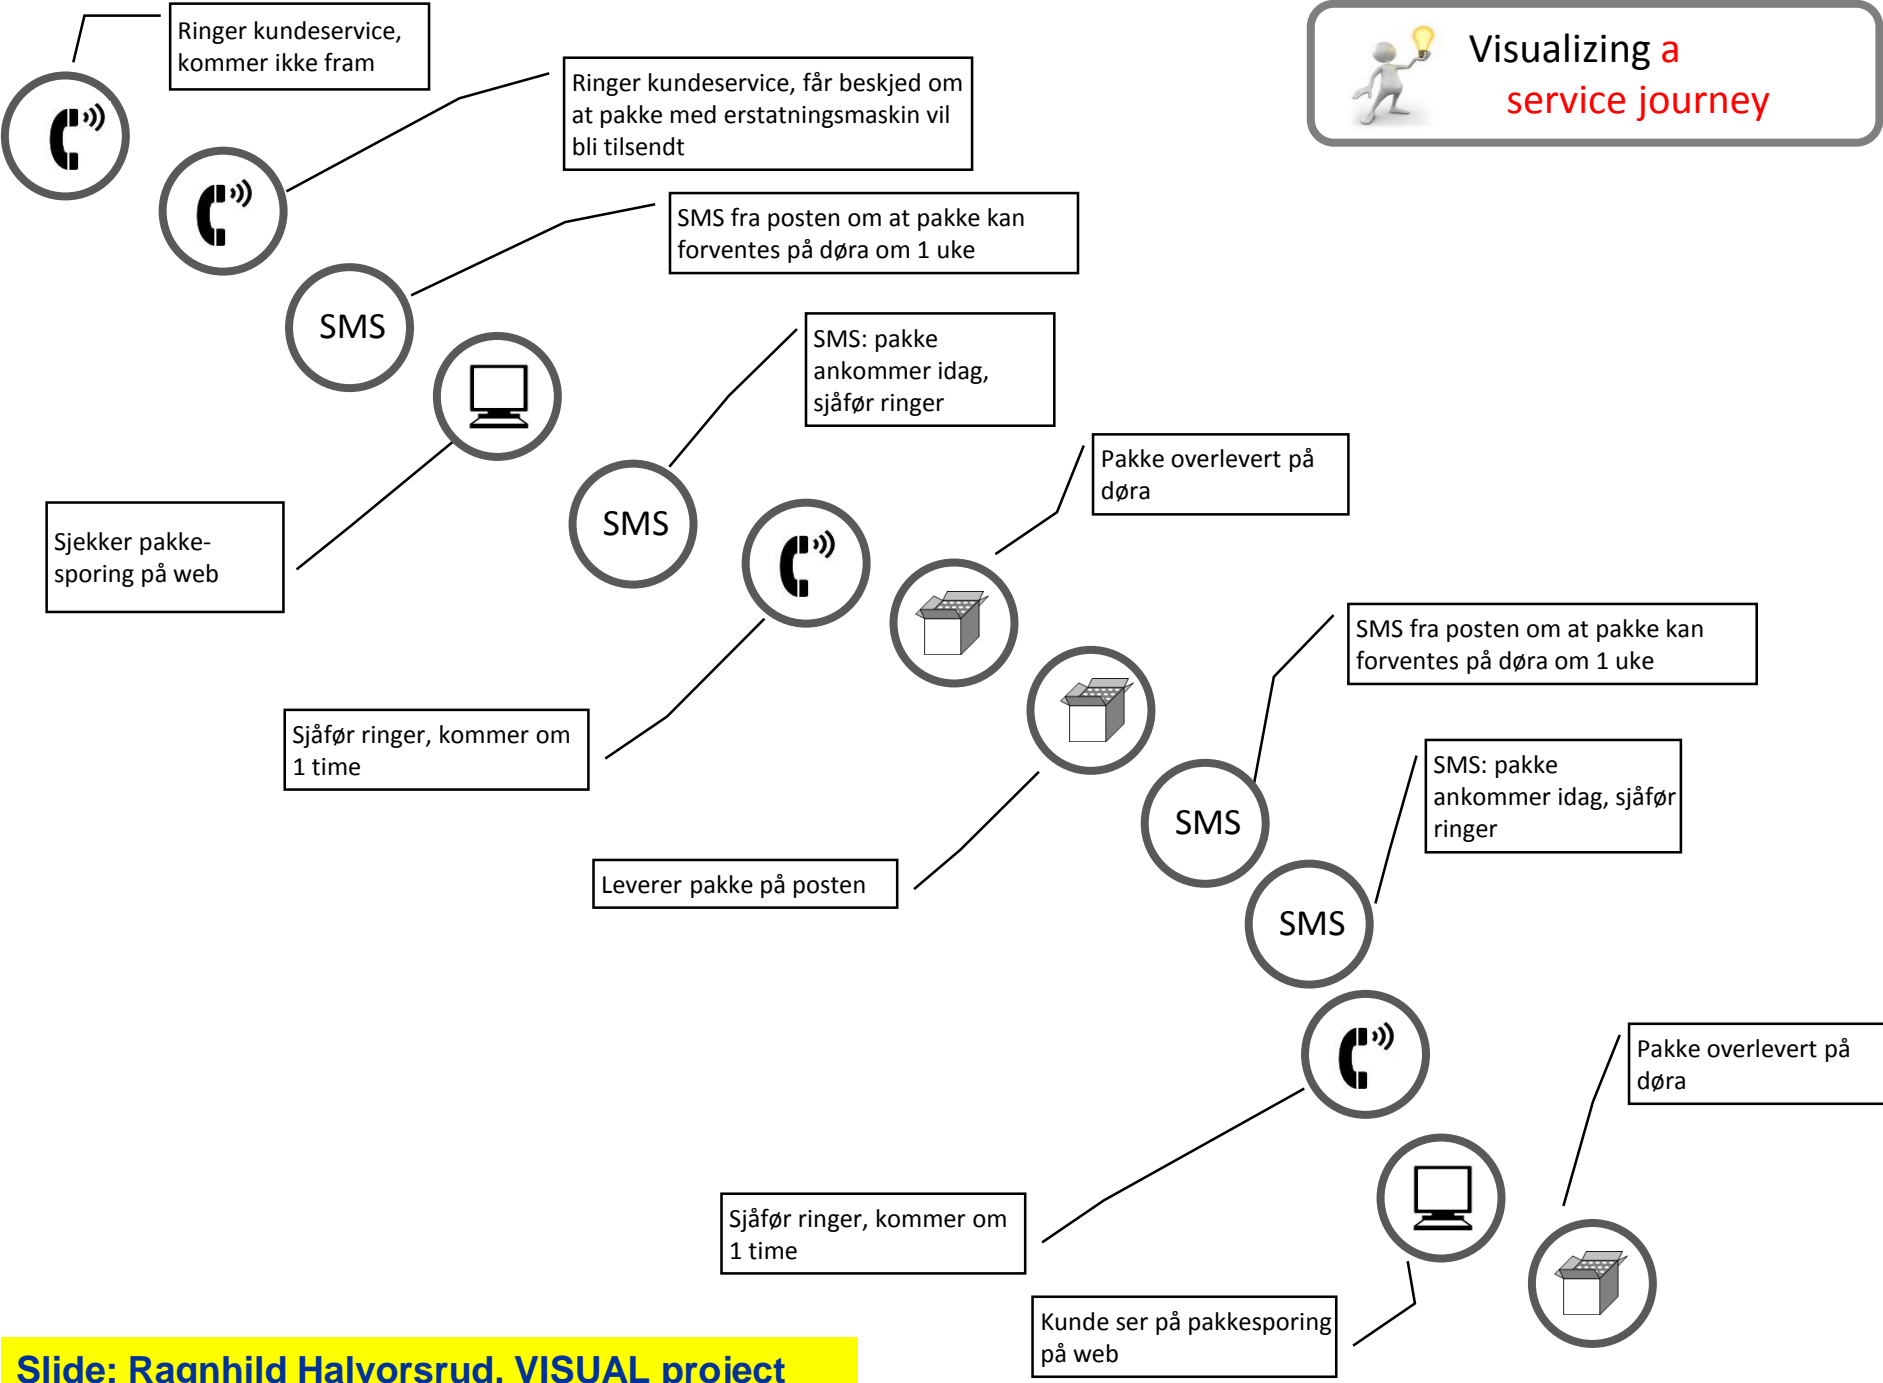 Ringer kundeservice,
kommer ikke fram
Visualizing a
service journey
Ringer kundeservice, får beskjed om
at pakke med erstatningsmaskin vil
bli tilsendt
SMS fra posten om at pakke kan
forventes på døra om 1 uke
SMS
SMS: pakke
ankommer idag,
sjåfør ringer
Pakke overlevert på
døra
SMS
Sjekker pakke-
sporing på web
SMS fra posten om at pakke kan
forventes på døra om 1 uke
Sjåfør ringer, kommer om
1 time
SMS: pakke
ankommer idag, sjåfør
ringer
SMS
Leverer pakke på posten
SMS
Pakke overlevert på
døra
Sjåfør ringer, kommer om
1 time
Kunde ser på pakkesporing
på web
Slide: Ragnhild Halvorsrud, VISUAL project